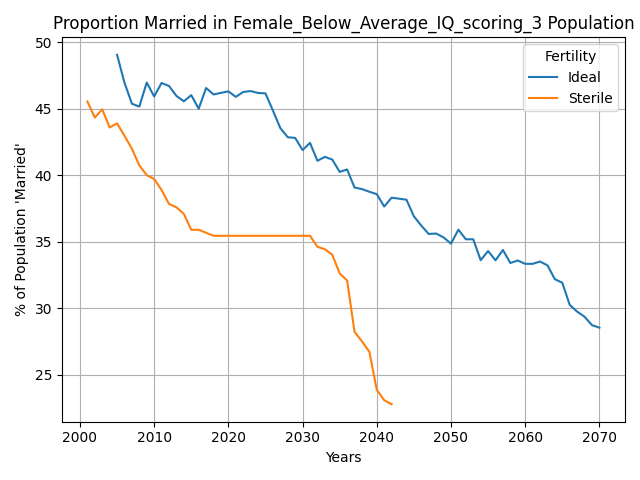 Proportion Married in Female_Below_Average_IQ_scoring_3 Population
50
45
40
35
30
25
% of Population 'Married'
Fertility
Ideal
Sterile
2000 2010 2020 2030 2040 2050 2060 2070
Years